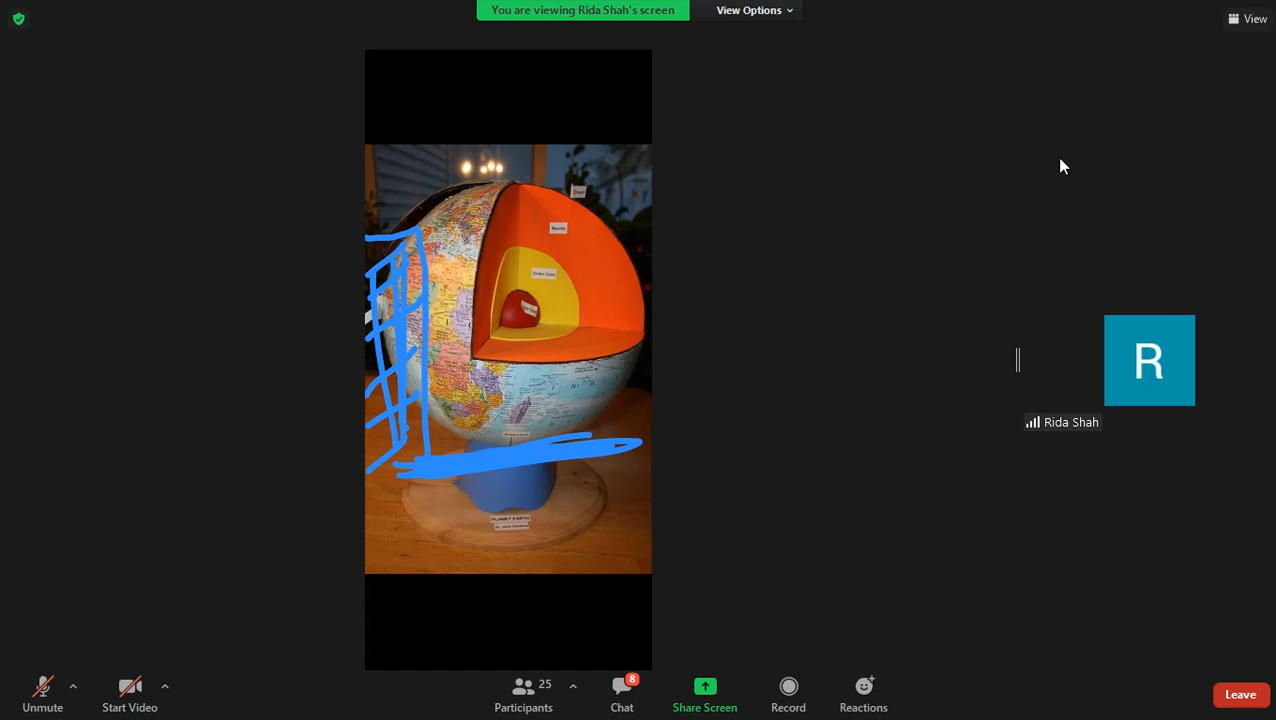 You are viewing Rida Shah's screen
View Options
View
Mantle
Outer Core
PLANET EARTH
R
Rida Shah
Unmute
Start Video
25
Participants
8
Chat
Share Screen
Record
Reactions
Leave